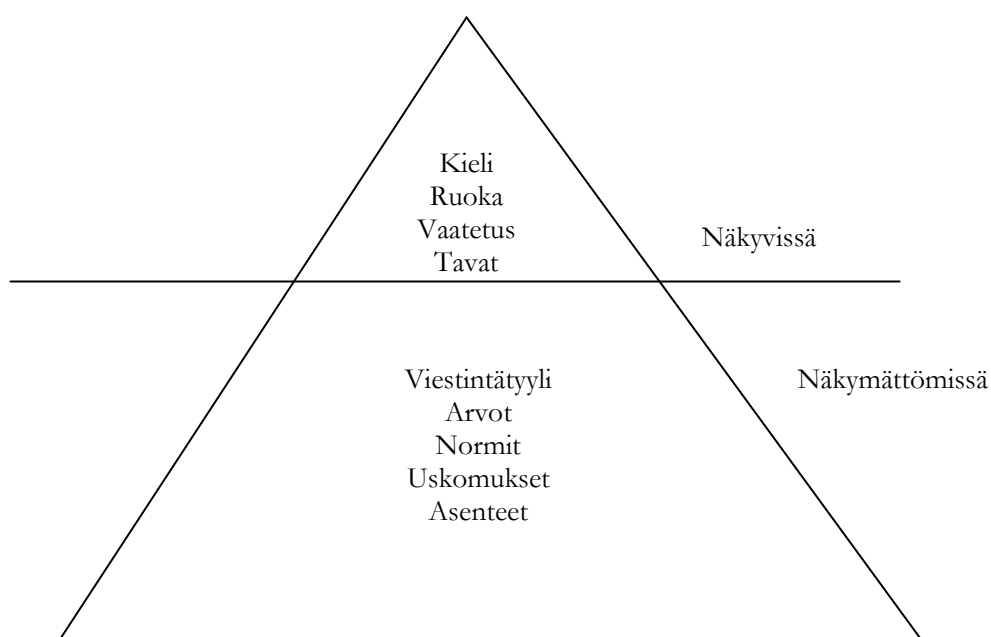 Kieli
Ruoka
Vaatetus
Tavat
Näkyvissä
Viestintätyyli
Näkymättömissä
Arvot
Normit
Uskomukset
Asenteet